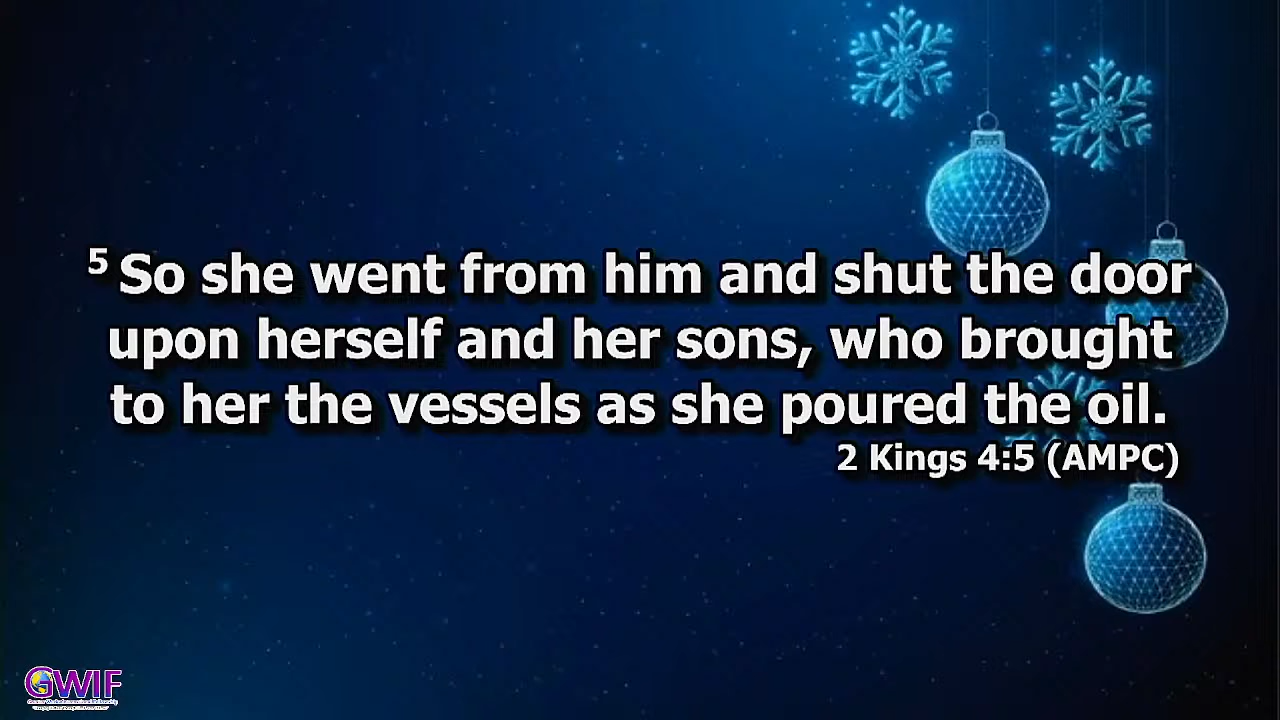 5 So she went from him and shut the door
upon herself and her sons, who brought
to her the vessels as she poured the oil.
2 Kings 4:5 (AMPC)
GWIF